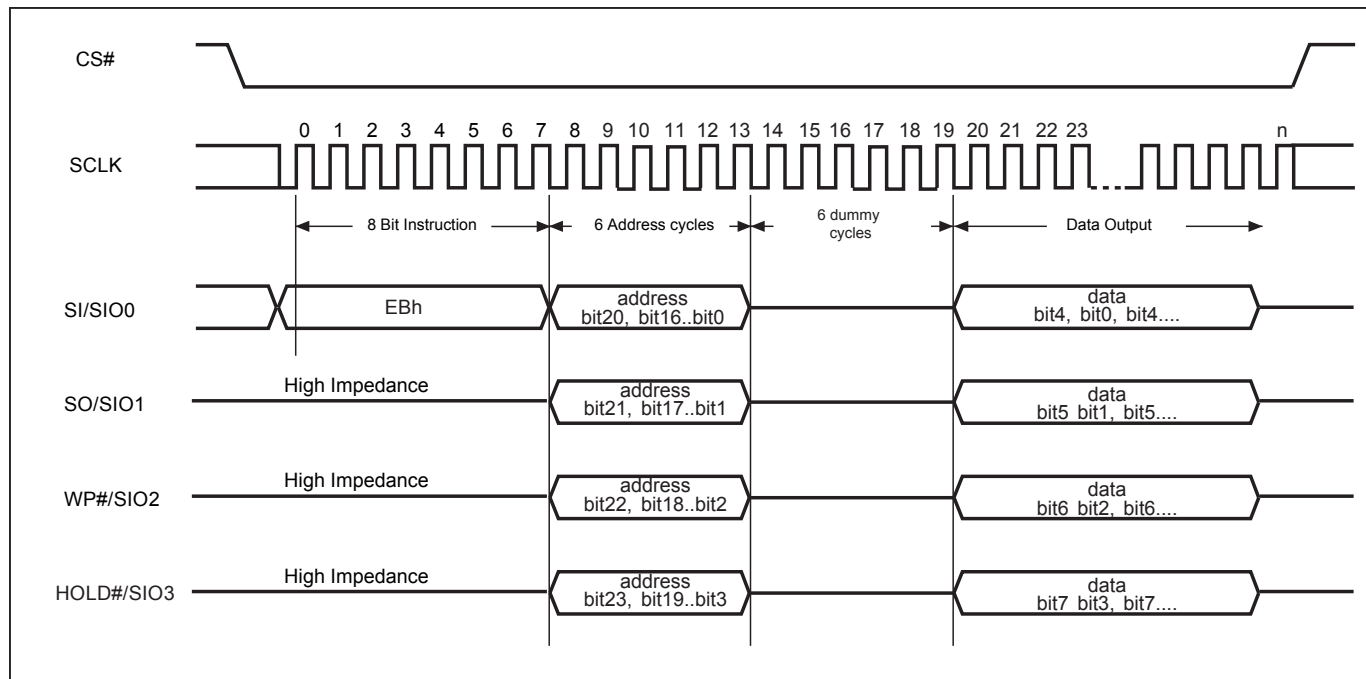 CS#
0 1 2 3 4 5 6 7 8 9 10 11 12 13 14 15 16 17 18 19 20 21 22 23 n
SCLK
8 Bit Instruction 6 Address cycles 6 dummy cycles Data Output
SI/SIO0 EBh address data
bit20, bit16..bit0 bit4, bit0, bit4....
SO/SIO1 High Impedance address data
bit21, bit17..bit1 bit5 bit1, bit5....
WP#/SIO2 High Impedance address data
bit22, bit18..bit2 bit6 bit2, bit6....
HOLD#/SIO3 High Impedance address data
bit23, bit19..bit3 bit7 bit3, bit7....